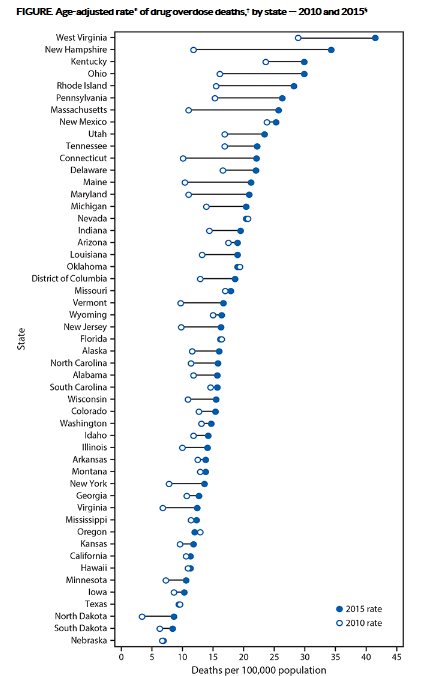 FIGURE. Age-adjusted rate* of drug overdose deaths,† by state — 2010 and 2015§
West Virginia
New Hampshire
Kentucky
Ohio
Rhode Island
Pennsylvania
Massachusetts
New Mexico
Utah
Tennessee
Connecticut
Delaware
Maine
Maryland
Michigan
Nevada
Indiana
Arizona
Louisiana
Oklahoma
District of Columbia
Missouri
Vermont
Wyoming
New Jersey
Florida
Alaska
North Carolina
Alabama
South Carolina
Wisconsin
Colorado
Washington
Idaho
Illinois
Arkansas
Montana
New York
Georgia
Virginia
Mississippi
Oregon
Kansas
California
Hawaii
Minnesota
Iowa
Texas
North Dakota
South Dakota
Nebraska
State
2015 rate
2010 rate
0 5 10 15 20 25 30 35 40 45
Deaths per 100,000 population